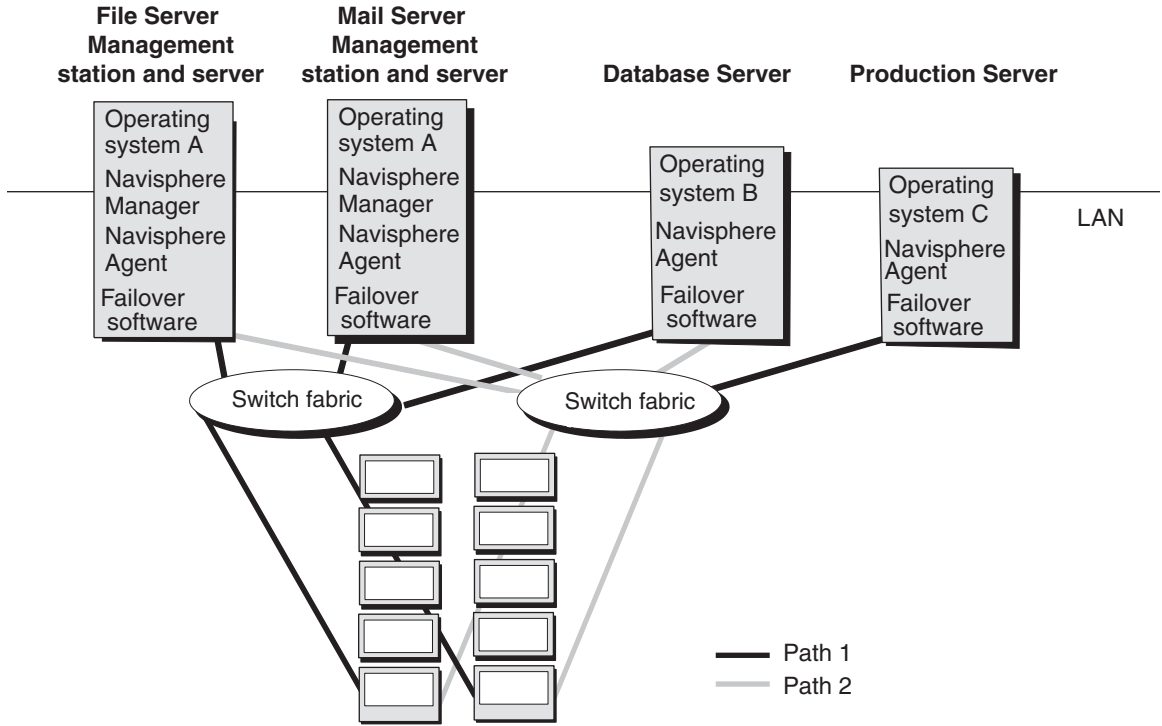 File Server
Management
station and server
Mail Server
Management
station and server
Database Server
Production Server
Operating
system A
Navisphere
Manager
Navisphere
Agent
Failover
software
Operating
system A
Navisphere
Manager
Navisphere
Agent
Failover
software
Operating
system B
Navisphere
Agent
Failover
software
Operating
system C
Navisphere
Agent
Failover
software
LAN
Switch fabric
Switch fabric
Path 1
Path 2